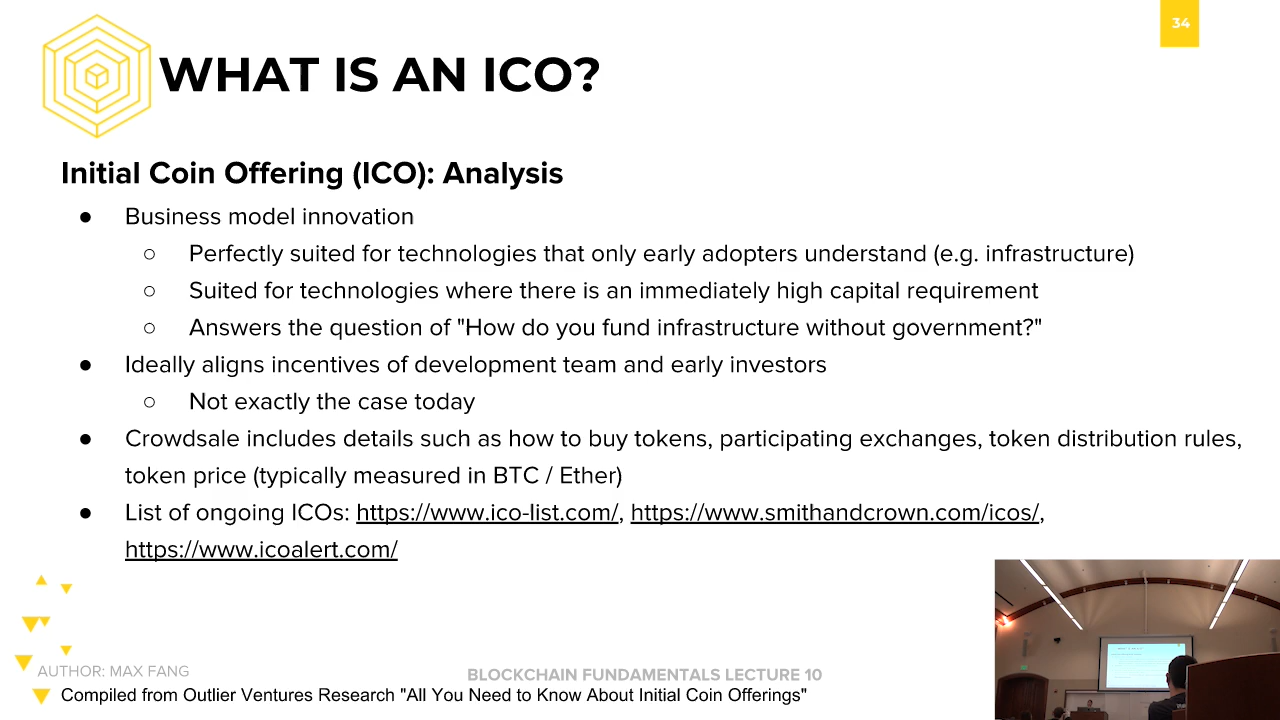 34
WHAT IS AN ICO?
Initial Coin Offering (ICO): Analysis
● Business model innovation
○ Perfectly suited for technologies that only early adopters understand (e.g. infrastructure)
○ Suited for technologies where there is an immediately high capital requirement
○ Answers the question of "How do you fund infrastructure without government?"
● Ideally aligns incentives of development team and early investors
○ Not exactly the case today
● Crowdsale includes details such as how to buy tokens, participating exchanges, token distribution rules,
token price (typically measured in BTC / Ether)
● List of ongoing ICOs: https://www.ico-list.com/, https://www.smithandcrown.com/icos/,
https://www.icoalert.com/
AUTHOR: MAX FANG
BLOCKCHAIN FUNDAMENTALS LECTURE 10
Compiled from Outlier Ventures Research "All You Need to Know About Initial Coin Offerings"